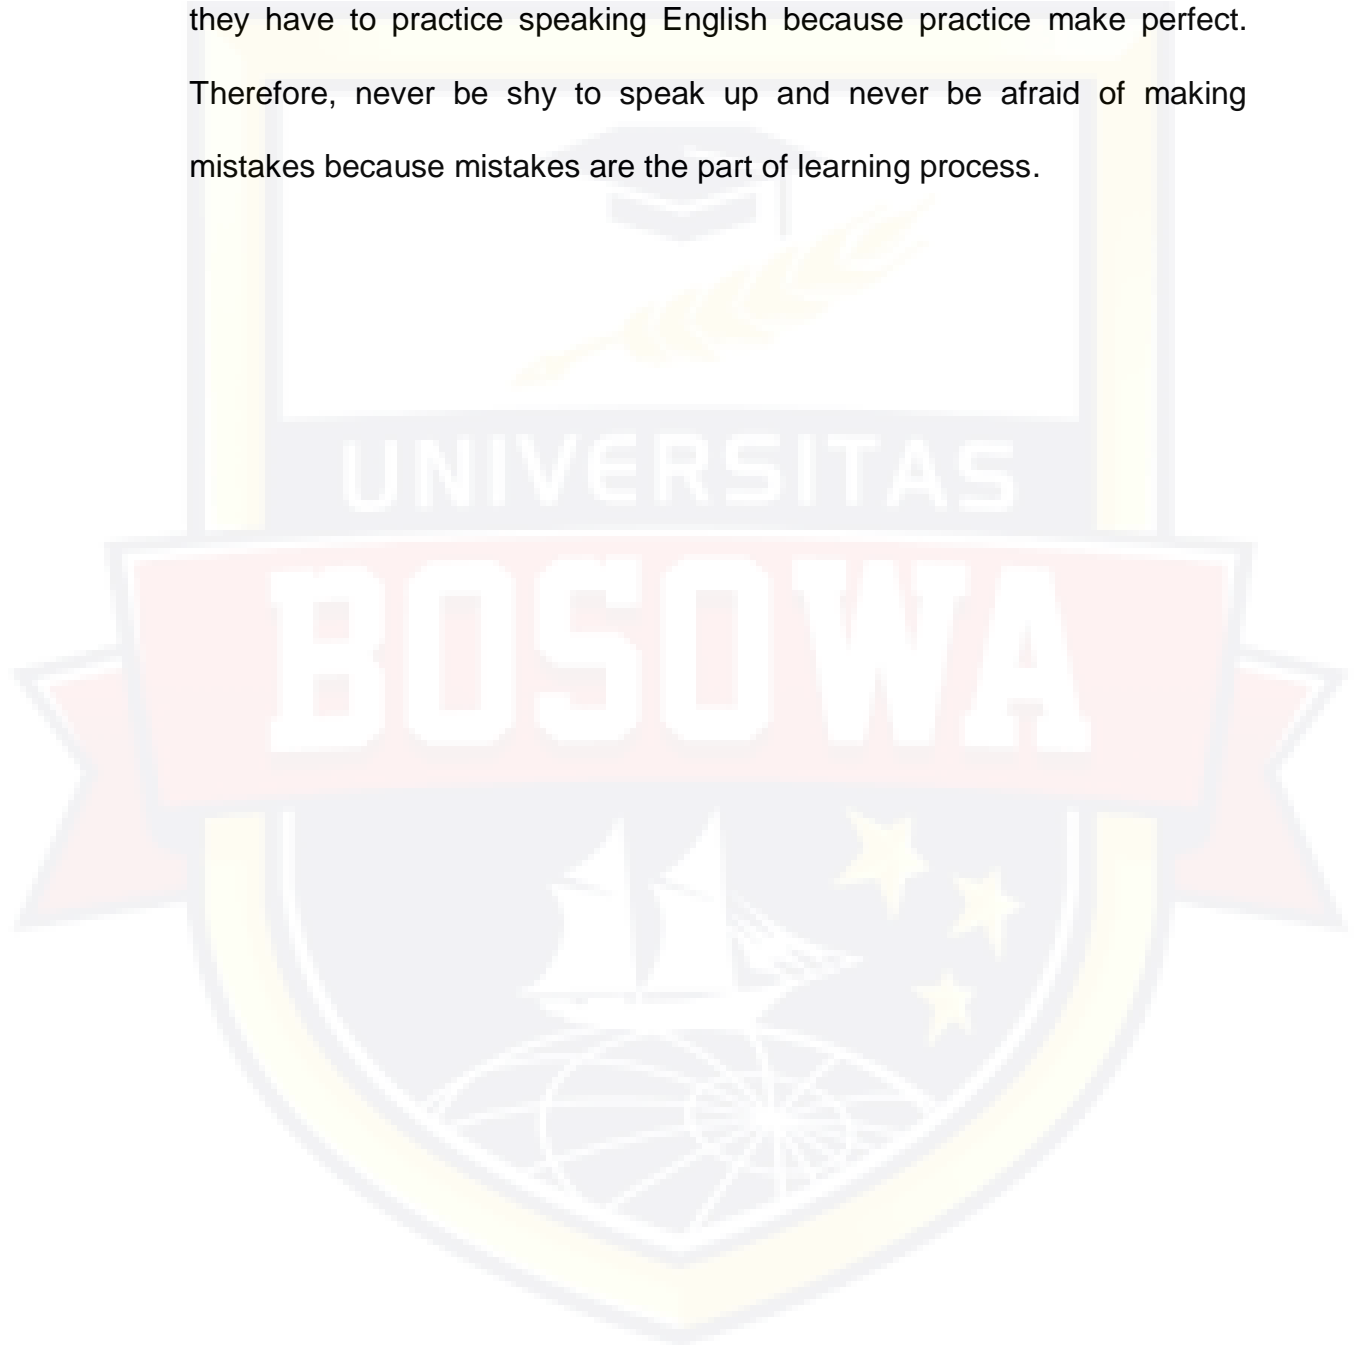 they have to practice speaking English because practice make perfect.
Therefore, never be shy to speak up and never be afraid of making
mistakes because mistakes are the part of learning process.
UNIVERSITAS
BOSOWA